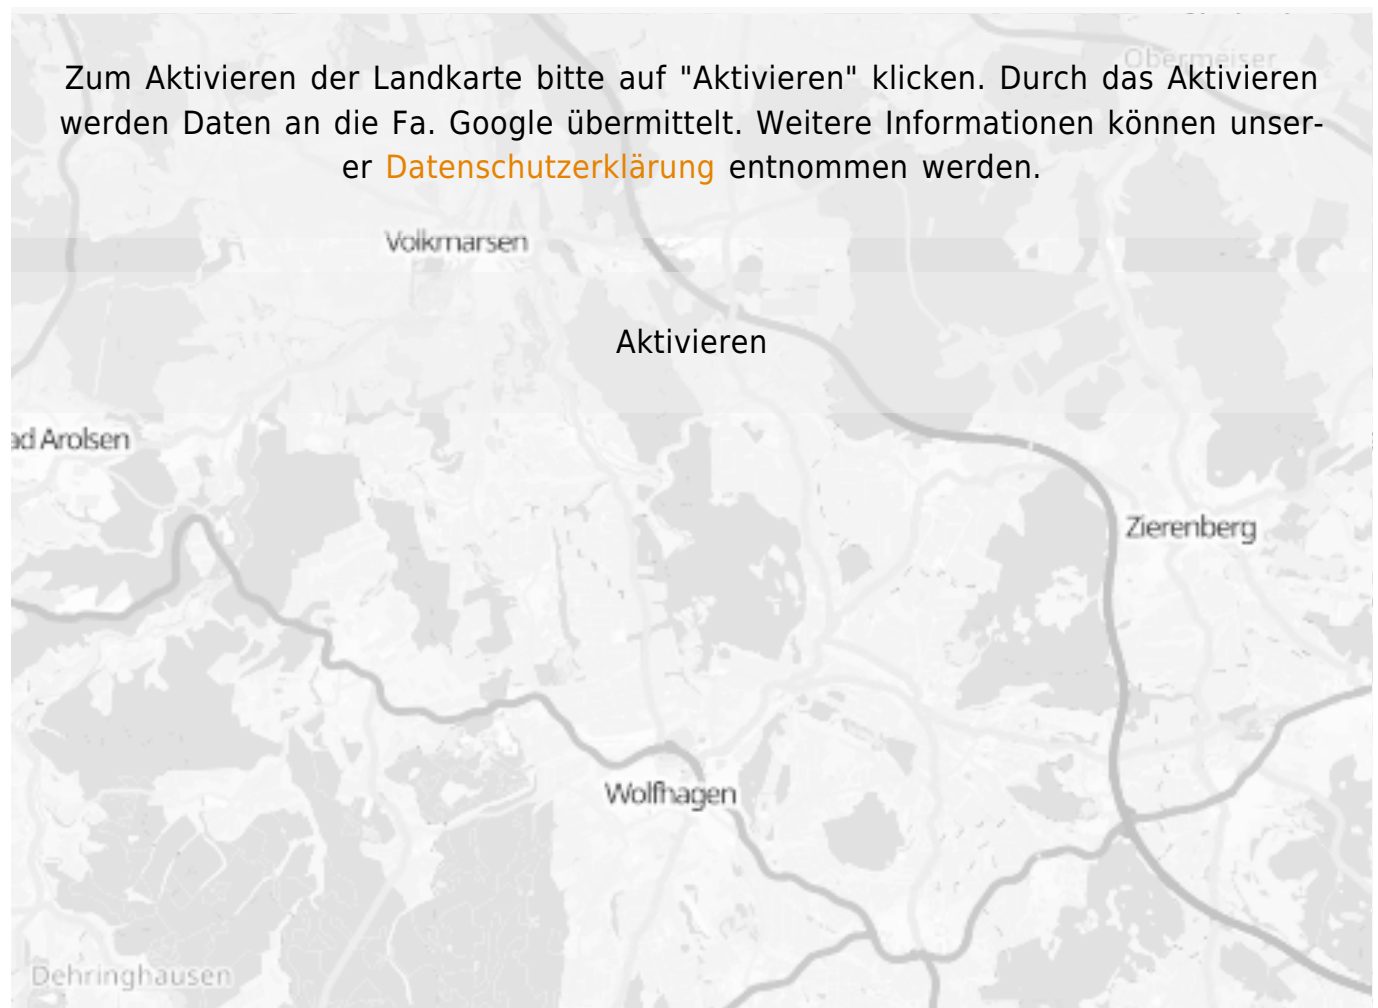 Obermeiser
Zum Aktivieren der Landkarte bitte auf "Aktivieren" klicken. Durch das Aktivieren
werden Daten an die Fa. Google übermittelt. Weitere Informationen können unser-
er Datenschutzerklärung entnommen werden.
Volkmarsen
Aktivieren
ad Arolsen
Zierenberg
Wolfhagen
Dehringhausen